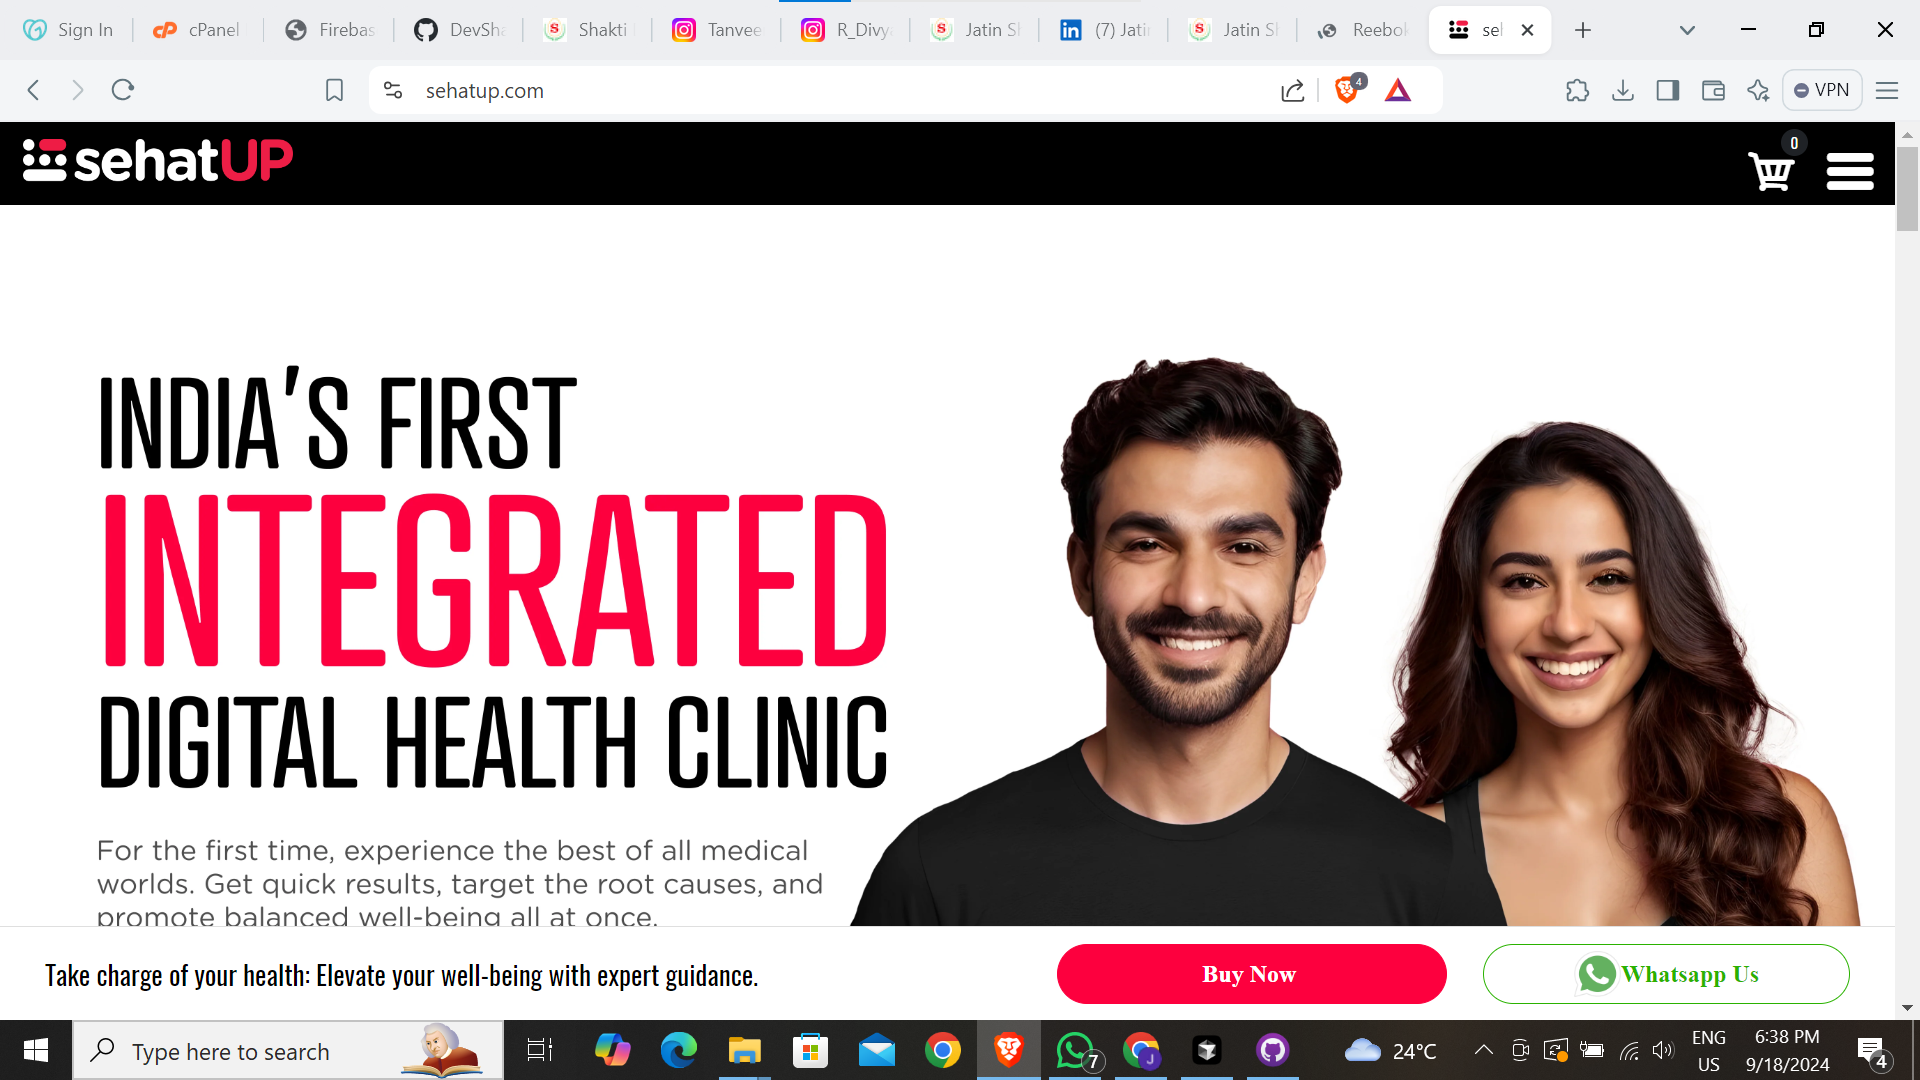 Sign In
cPanel
Firebas
DevSha
Shakti
Tanvee
R_Divy
Jatin S
(7) Jati
Jatin S
Reebok
seh
sehatup.com
4
VPN
sehatUP
0
INDIA'S FIRST
INTEGRATED
DIGITAL HEALTH CLINIC
For the first time, experience the best of all medical
worlds. Get quick results, target the root causes, and
promote balanced well-being all at once.
Take charge of your health: Elevate your well-being with expert guidance.
Buy Now
Whatsapp Us
Type here to search
7
J
24°C
ENG
US
6:38 PM
9/18/2024
4